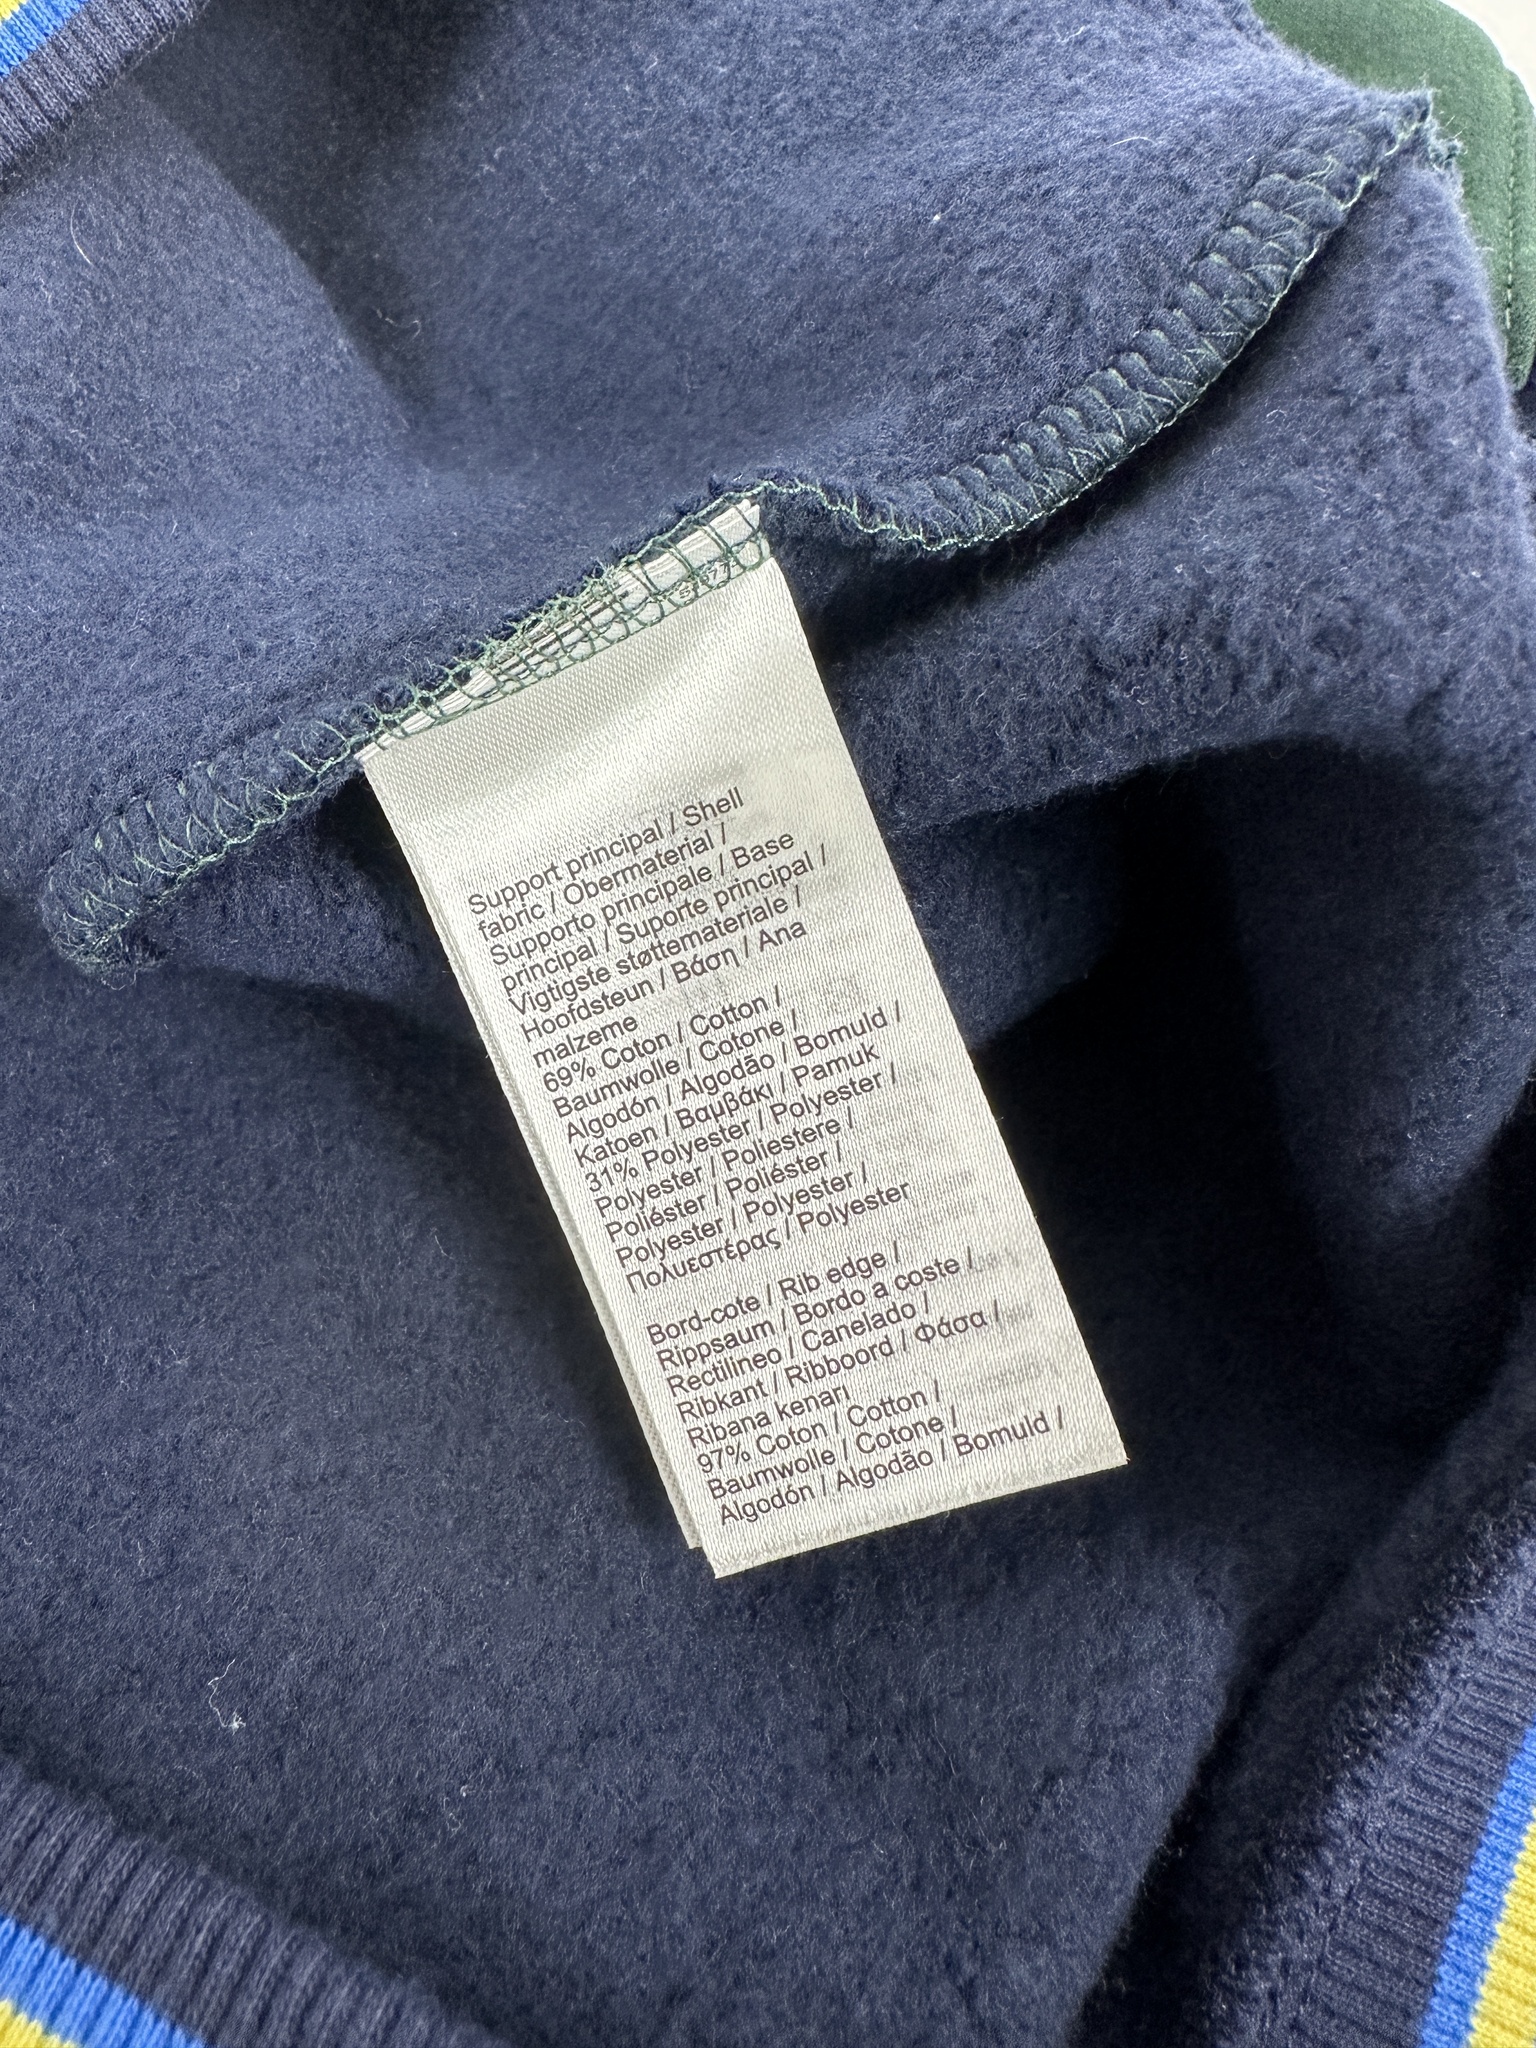 Support principal / Shell
fabric / Obermaterial /
Supporto principale / Base
principal / Suporte principal /
Vigtigste støttemateriale /
Hoofdsteun / Βάση / Ana
malzeme
69% Coton / Cotton /
Baumwolle / Cotone /
Algodón / Algodão / Bomuld /
Katoen / Βαμβάκι / Pamuk
31% Polyester / Polyester /
Polyester / Poliestere /
Poliéster / Poliéster /
Polyester / Polyester /
Πολυεστέρας / Polyester
Bord-cote / Rib edge /
Rippsaum / Bordo a coste /
Rectilineo / Canelado /
Ribkant / Ribboord / Φάσα /
Ribana kenarı
97% Coton / Cotton /
Baumwolle / Cotone /
Algodón / Algodão / Bomuld /